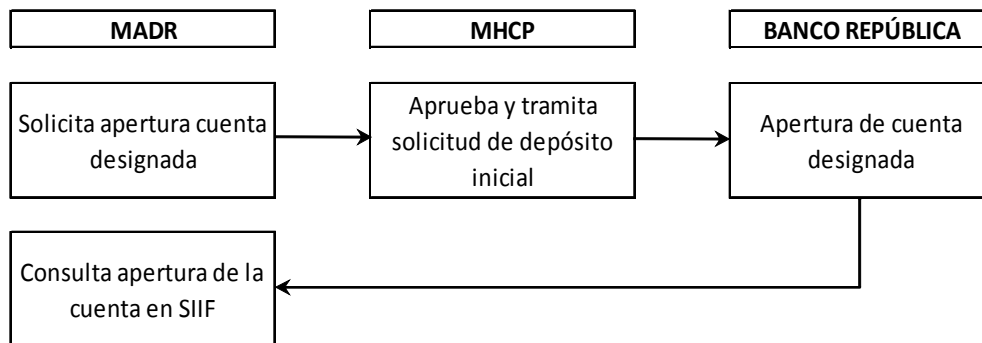 MADR
MHCP
BANCO REPÚBLICA
Solicita apertura cuenta
designada
Aprueba y tramita
solicitud de depósito
inicial
Apertura de cuenta
designada
Consulta apertura de la
cuenta en SIIF